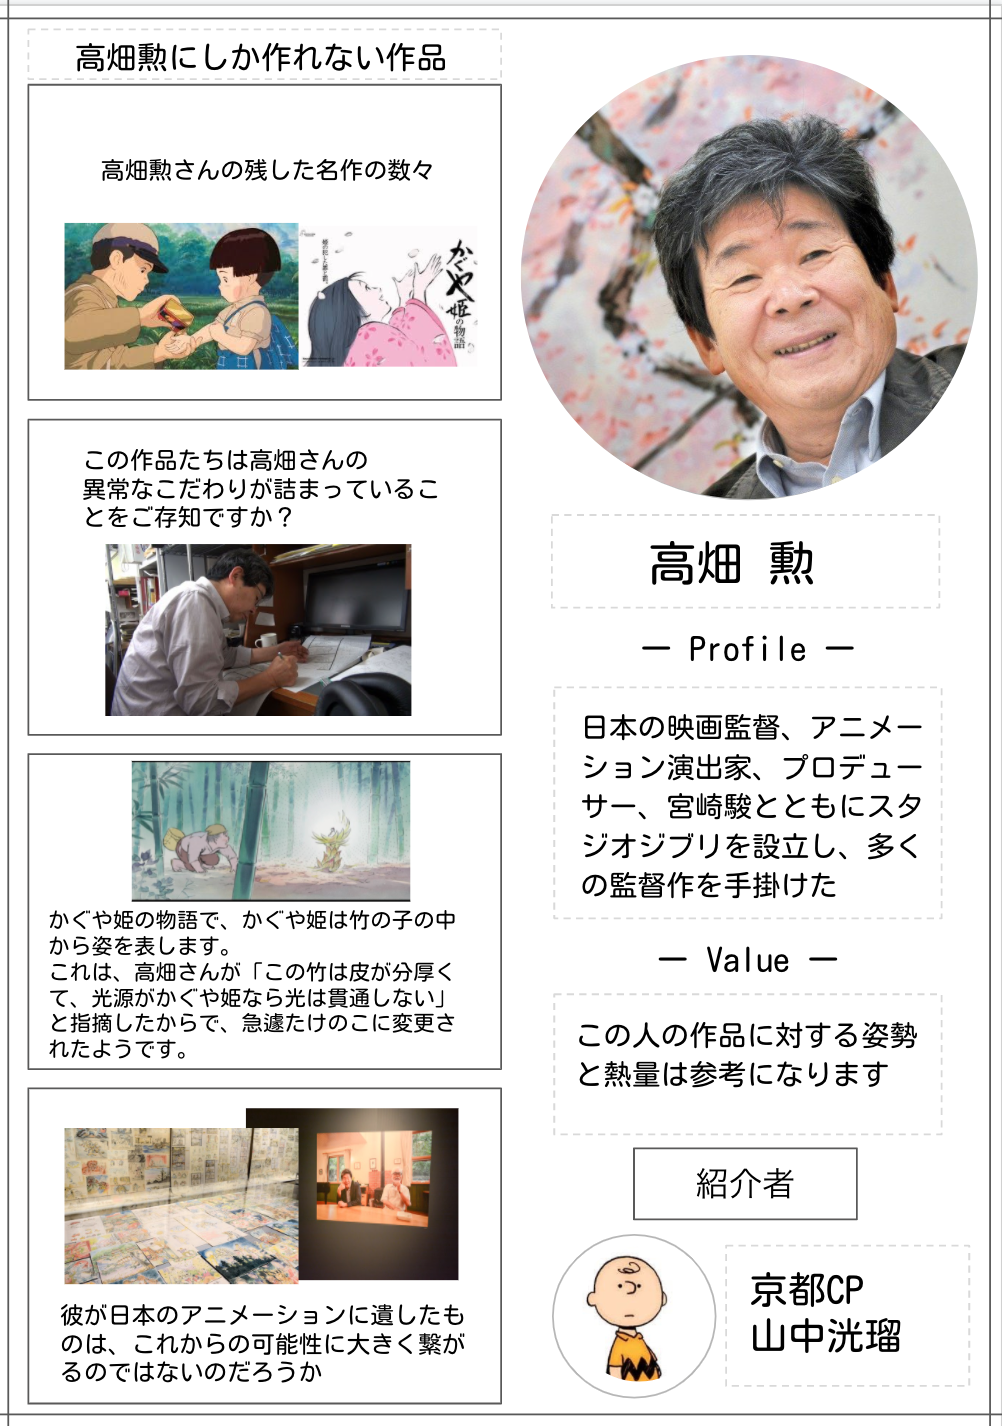 高畑勲にしか作れない作品
高畑勲さんの残した名作の数々
かぐや姫の物語
この作品たちは高畑さんの
異常なこだわりが詰まっているこ
とをご存知ですか？
かぐや姫の物語で、かぐや姫は竹の子の中
から姿を表します。
これは、高畑さんが「この竹は皮が分厚く
て、光源がかぐや姫なら光は貫通しない」
と指摘したからで、急遽たけのこに変更さ
れたようです。
彼が日本のアニメーションに遺したも
のは、これからの可能性に大きく繋が
るのではないのだろうか
高畑 勲
ー Profile ー
日本の映画監督、アニメー
ション演出家、プロデュー
サー、宮崎駿とともにスタ
ジオジブリを設立し、多く
の監督作を手掛けた
ー Value ー
この人の作品に対する姿勢
と熱量は参考になります
紹介者
京都CP
山中洸瑠